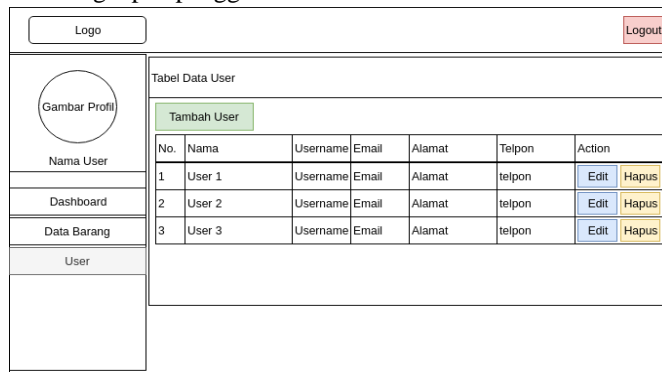 Logo
Logout
Gambar Profil
Nama User
Dashboard
Data Barang
User
Tabel Data User
Tambah User
No. Nama Username Email Alamat Telpon Action
1 User 1 Username Email Alamat telpon Edit Hapus
2 User 2 Username Email Alamat telpon Edit Hapus
3 User 3 Username Email Alamat telpon Edit Hapus